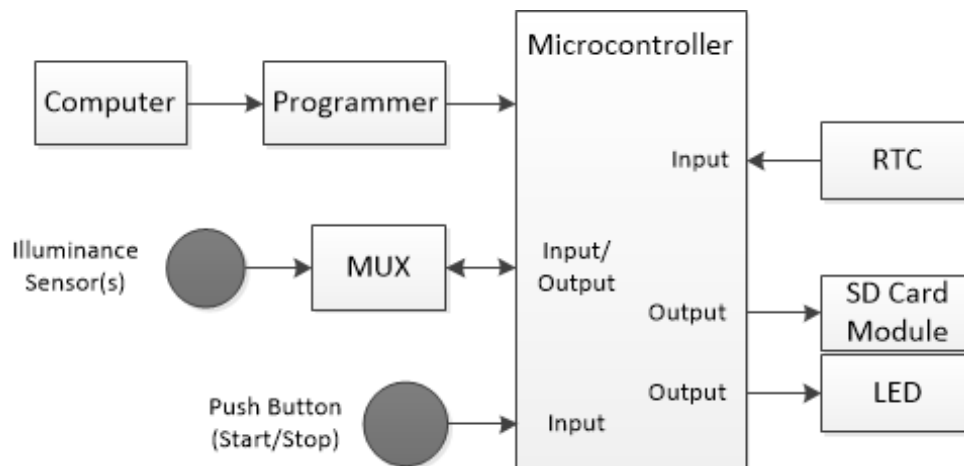 Microcontroller
Computer
Programmer
Input
RTC
Illuminance
Sensor(s)
MUX
Input/
Output
Output
SD Card
Module
Push Button
(Start/Stop)
Input
Output
LED